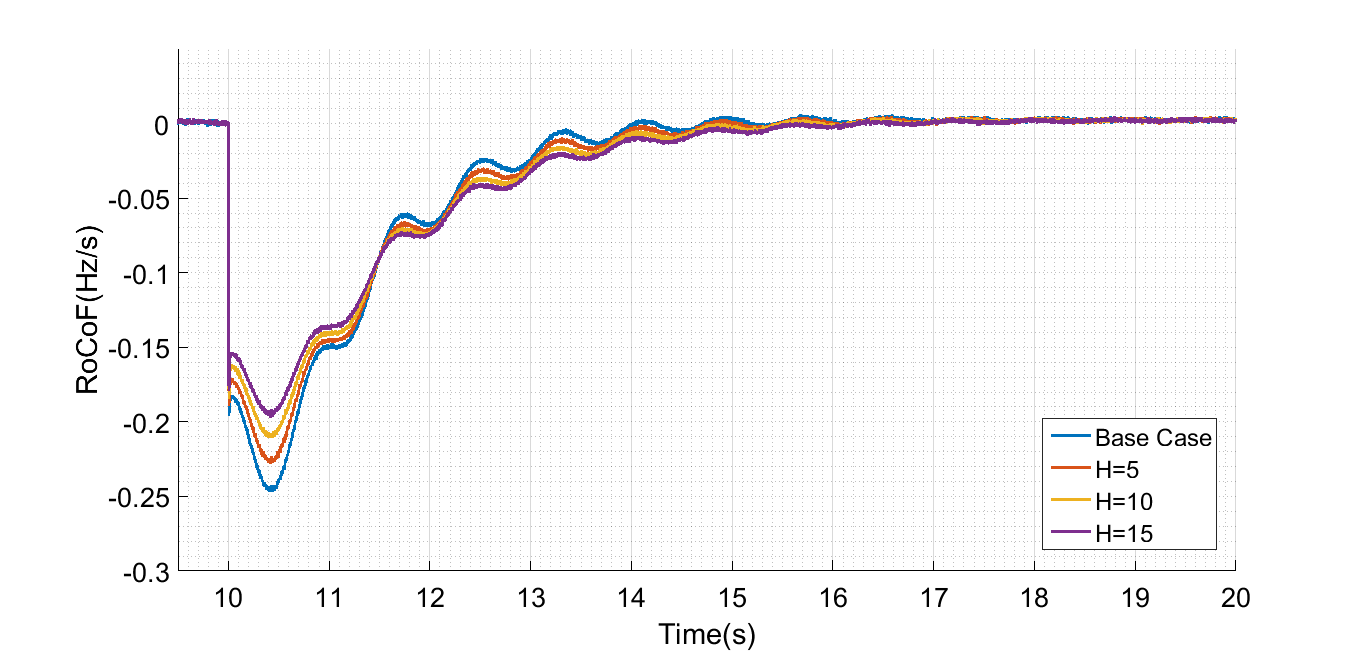 0
-0.05
-0.1
-0.15
-0.2
-0.25
-0.3
RoCoF(Hz/s)
10 11 12 13 14 15 16 17 18 19 20
Time(s)
Base Case
H=5
H=10
H=15